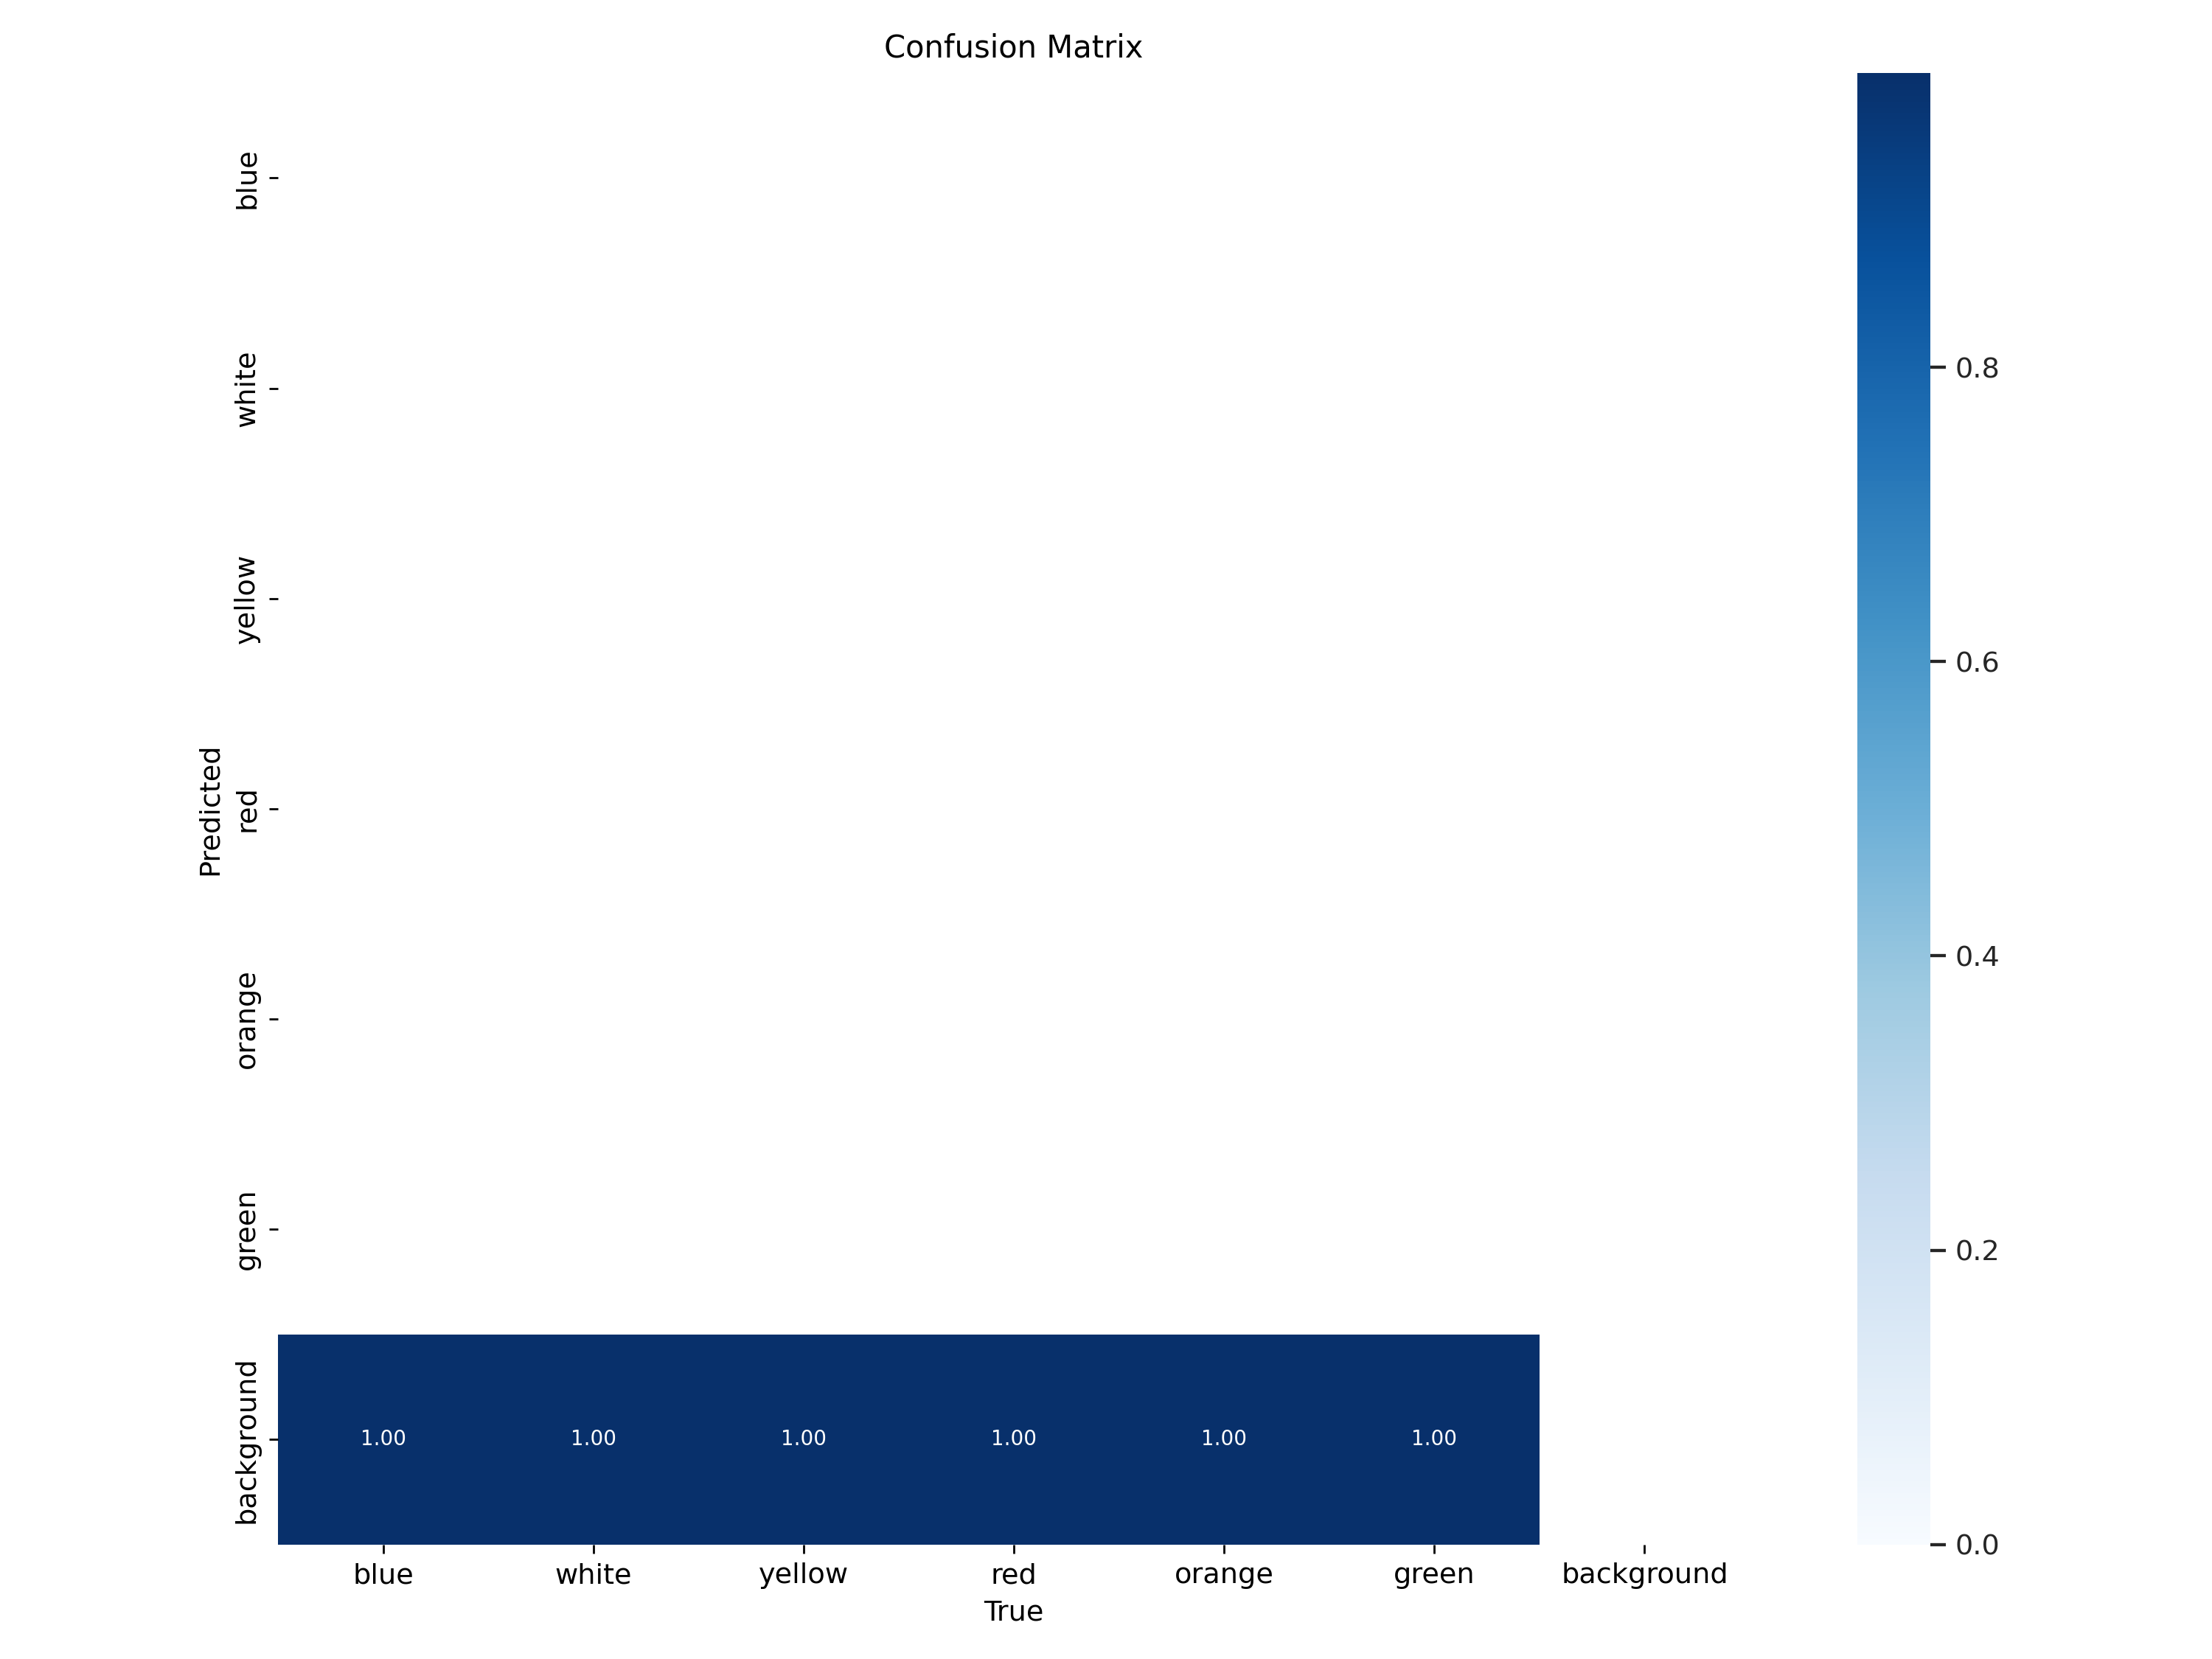 Confusion Matrix
blue
white
yellow
red
orange
green
background
Predicted
1.00 1.00 1.00 1.00 1.00 1.00
blue white yellow red orange green background
True
0.8
0.6
0.4
0.2
0.0